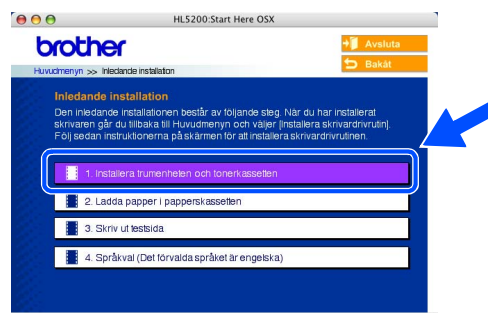 HL5200:Start Here OSX
brother
Avsluta
Bakåt
Huvudmenyn >> Inledande installation
Inledande installation
Den inledande installationen består av följande steg. När du har installerat
skrivaren går du tillbaka till Huvudmenyn och väljer [Installera skrivardrivrutin].
Följ sedan instruktionerna på skärmen för att installera skrivardrivrutinen.
1. Installera trumenheten och tonerkassetten
2. Ladda papper i papperskassetten
3. Skriv ut testsida
4. Språkval (Det förvalda språket är engelska)